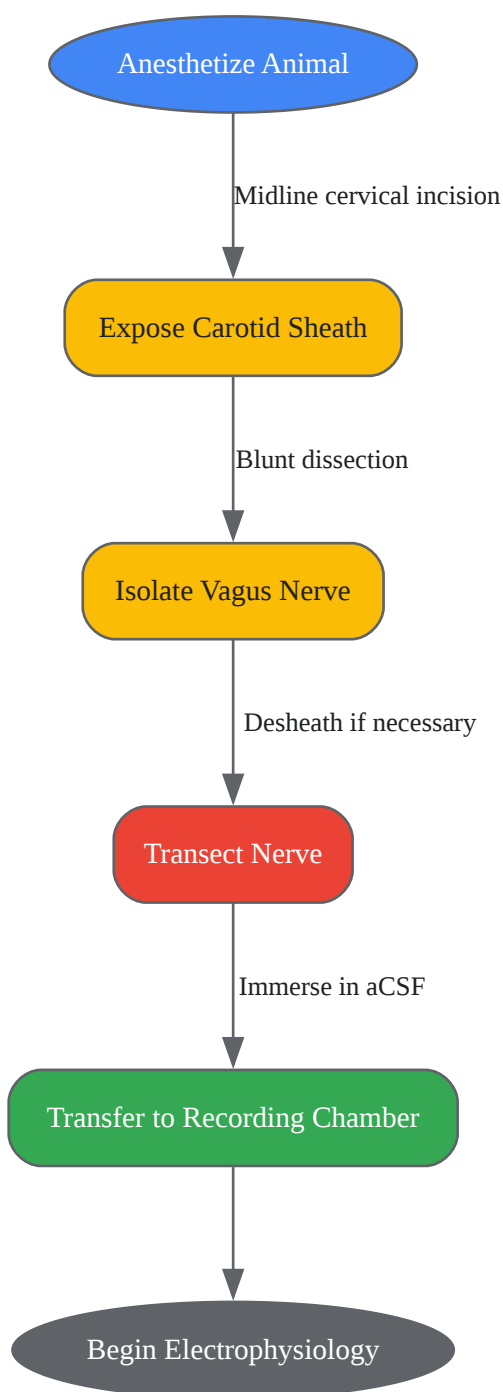 Anesthetize Animal
Midline cervical incision
Expose Carotid Sheath
Blunt dissection
Isolate Vagus Nerve
Desheath if necessary
Transect Nerve
Immerse in aCSF
Transfer to Recording Chamber
Begin Electrophysiology